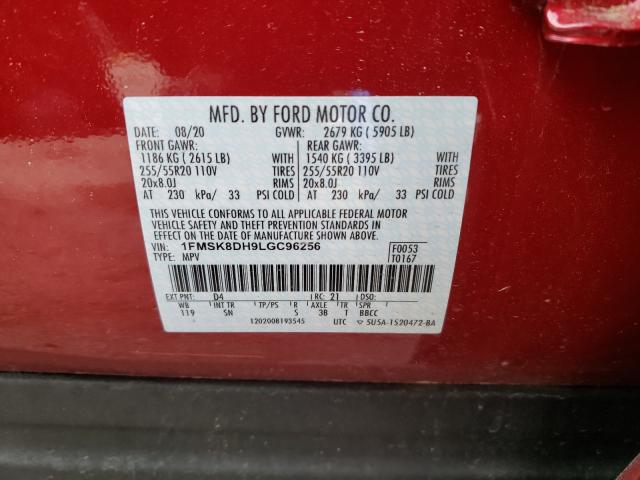 MFD. BY FORD MOTOR CO.
DATE: 08/20 GVWR: 2679 KG ( 5905 LB)
FRONT GAWR: REAR GAWR:
1186 KG ( 2615 LB) WITH 1540 KG ( 3395 LB) WITH
255/55R20 110V TIRES 255/55R20 110V TIRES
20x8.0J RIMS 20x8.0J RIMS
AT 230 kPa/ 33 PSI COLD AT 230 kPa/ 33 PSI COLD
THIS VEHICLE CONFORMS TO ALL APPLICABLE FEDERAL MOTOR
VEHICLE SAFETY AND THEFT PREVENTION STANDARDS IN EFFECT ON THE DATE OF
MANUFACTURE SHOWN ABOVE.
VIN: 1FMSK8DH9LGC96256 F0053
TYPE: MPV T0167
EXT PNT: D4 RC: 21 DSO:
WB INT TR TP/PS R AXLE TR SPR
119 SN S 3B T BBCC
1202008193545 UTC 5U5A-1520472-BA